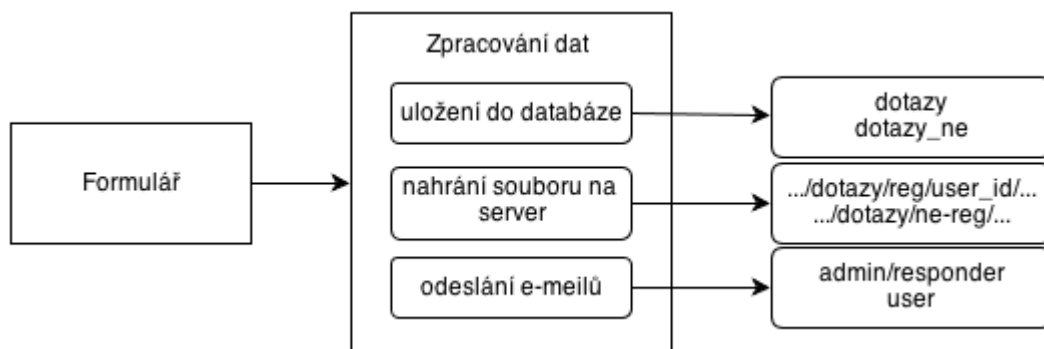 Formulář
Zpracování dat
uložení do databáze
nahrání souboru na
server
odeslání e-meilů
dotazy
dotazy_ne
.../dotazy/reg/user_id/...
.../dotazy/ne-reg/...
admin/responder
user